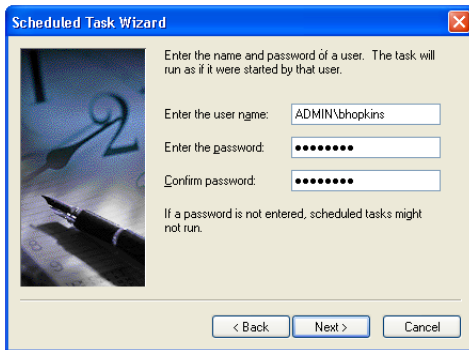 Scheduled Task Wizard
Enter the name and password of a user. The task will
run as if it were started by that user.
Enter the user name: ADMIN\bhopkins
Enter the password: ●●●●●●●●
Confirm password: ●●●●●●●●
If a password is not entered, scheduled tasks might
not run.
< Back Next > Cancel